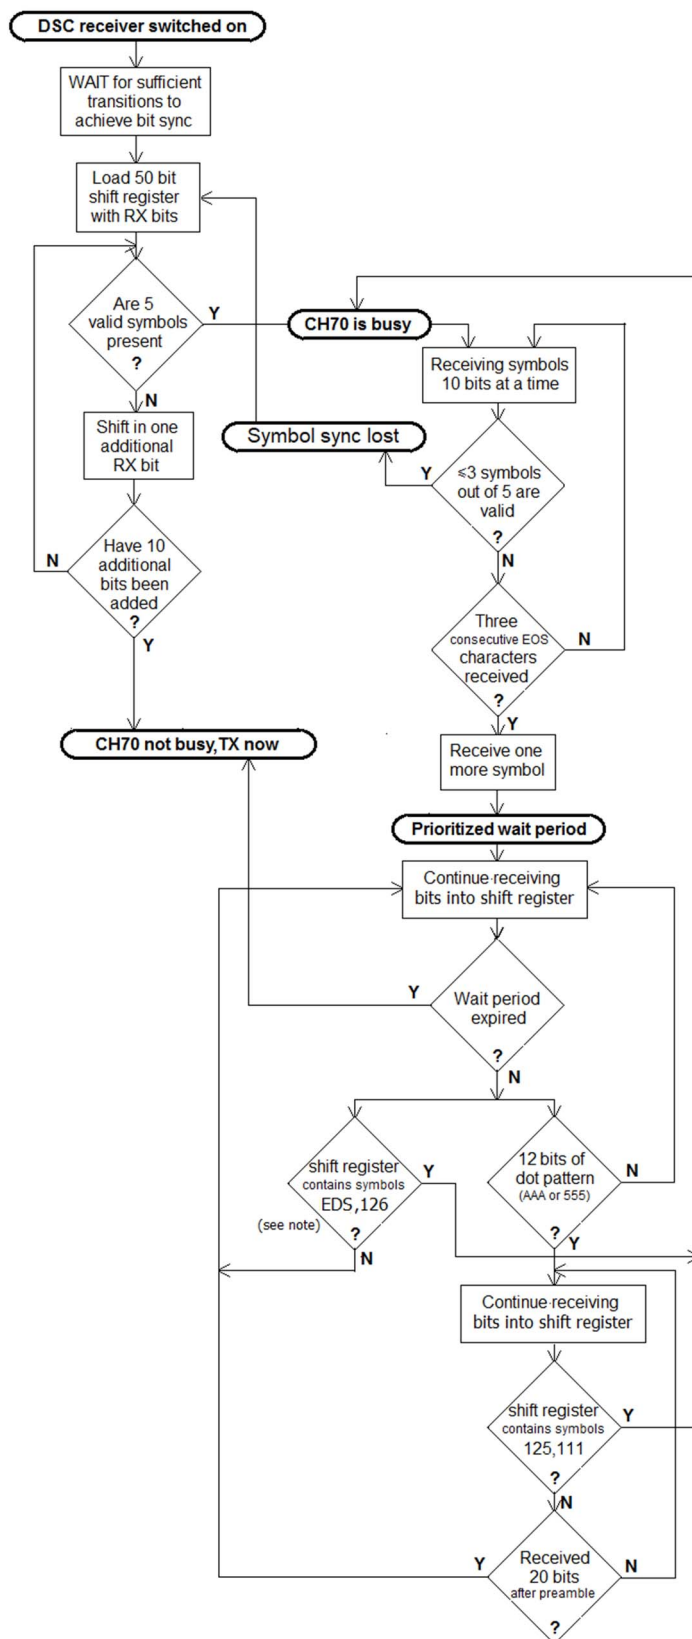 DSC receiver switched on
WAIT for sufficient
transitions to
achieve bit sync
Load 50 bit
shift register
with RX bits
Are 5
valid symbols
present
?
Y
N
CH70 is busy
Receiving symbols
10 bits at a time
Shift in one
additional
RX bit
Symbol sync lost
Y
≤3 symbols
out of 5 are
valid
?
N
N
Have 10
additional
bits been
added
?
Y
Three
consecutive EOS
characters
received
?
N
Y
CH70 not busy,TX now
Receive one
more symbol
Prioritized wait period
Continue receiving
bits into shift register
Y
Wait period
expired
?
N
shift register
contains symbols
EDS,126
(see note)
?
Y
N
12 bits of
dot pattern
(AAA or 555)
?
N
Y
Continue receiving
bits into shift register
shift register
contains symbols
125,111
?
Y
N
Y
Received
20 bits
after preamble
?
N